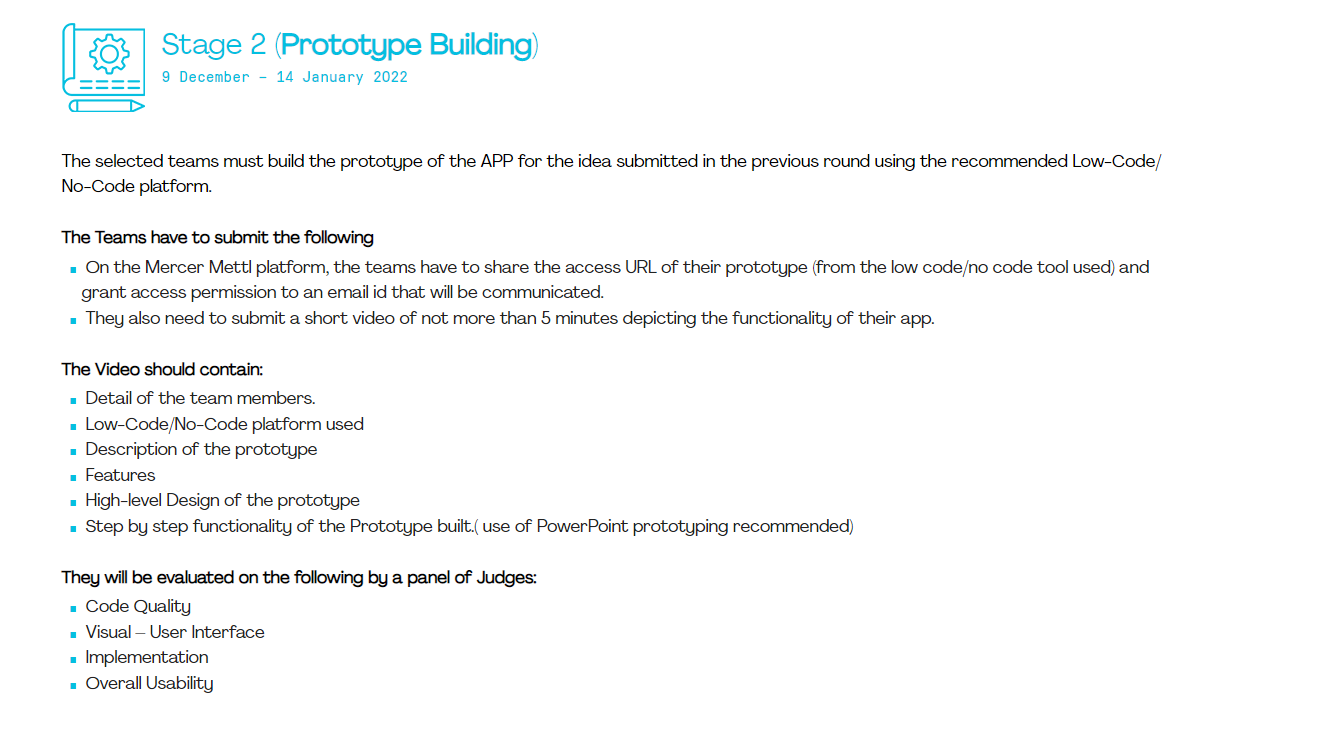 Stage 2 (Prototype Building)
9 December – 14 January 2022
The selected teams must build the prototype of the APP for the idea submitted in the previous round using the recommended Low-Code/
No-Code platform.
The Teams have to submit the following
▪ On the Mercer Mettl platform, the teams have to share the access URL of their prototype (from the low code/no code tool used) and
grant access permission to an email id that will be communicated.
▪ They also need to submit a short video of not more than 5 minutes depicting the functionality of their app.
The Video should contain:
▪ Detail of the team members.
▪ Low-Code/No-Code platform used
▪ Description of the prototype
▪ Features
▪ High-level Design of the prototype
▪ Step by step functionality of the Prototype built.( use of PowerPoint prototyping recommended)
They will be evaluated on the following by a panel of Judges:
▪ Code Quality
▪ Visual – User Interface
▪ Implementation
▪ Overall Usability